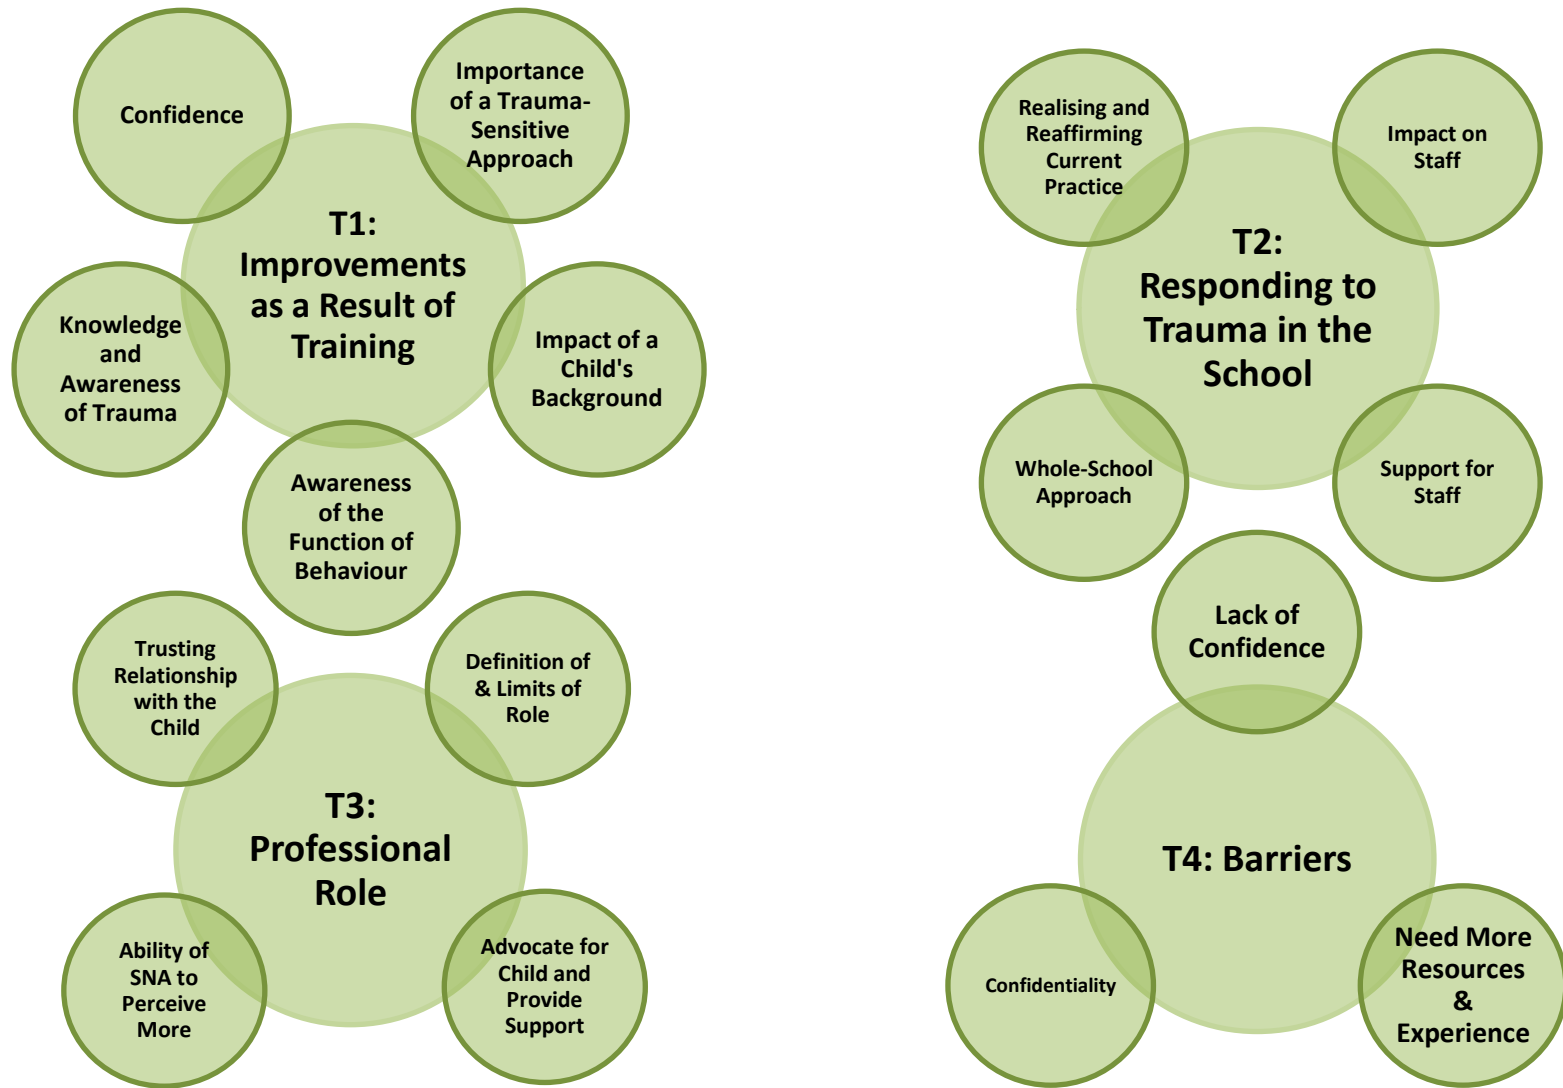 Confidence
Importance
of a Trauma-
Sensitive
Approach
T1:
Improvements
as a Result of
Training
Knowledge
and
Awareness
of Trauma
Impact of a
Child's
Background
Awareness
of the
Function of
Behaviour
Realising and
Reaffirming
Current
Practice
Impact on
Staff
T2:
Responding to
Trauma in the
School
Whole-School
Approach
Support for
Staff
Trusting
Relationship
with the
Child
Definition of
& Limits of
Role
T3:
Professional
Role
Ability of
SNA to
Perceive
More
Advocate for
Child and
Provide
Support
Lack of
Confidence
T4: Barriers
Confidentiality
Need More
Resources
&
Experience